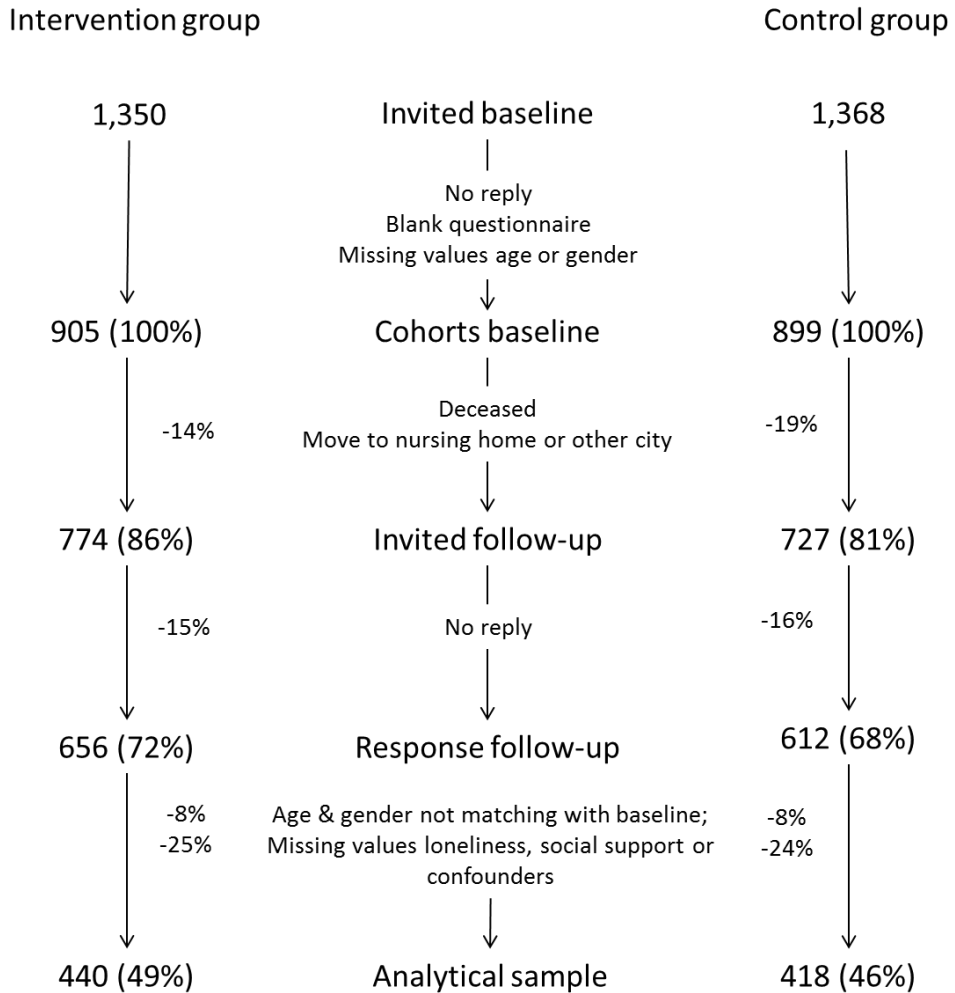 Intervention group
Control group
1,350
Invited baseline
1,368
No reply
Blank questionnaire
Missing values age or gender
905 (100%)
Cohorts baseline
899 (100%)
-14%
Deceased
Move to nursing home or other city
-19%
774 (86%)
Invited follow-up
727 (81%)
-15%
No reply
-16%
656 (72%)
Response follow-up
612 (68%)
-8%
Age & gender not matching with baseline;
-8%
-25%
Missing values loneliness, social support or
-24%
confounders
440 (49%)
Analytical sample
418 (46%)